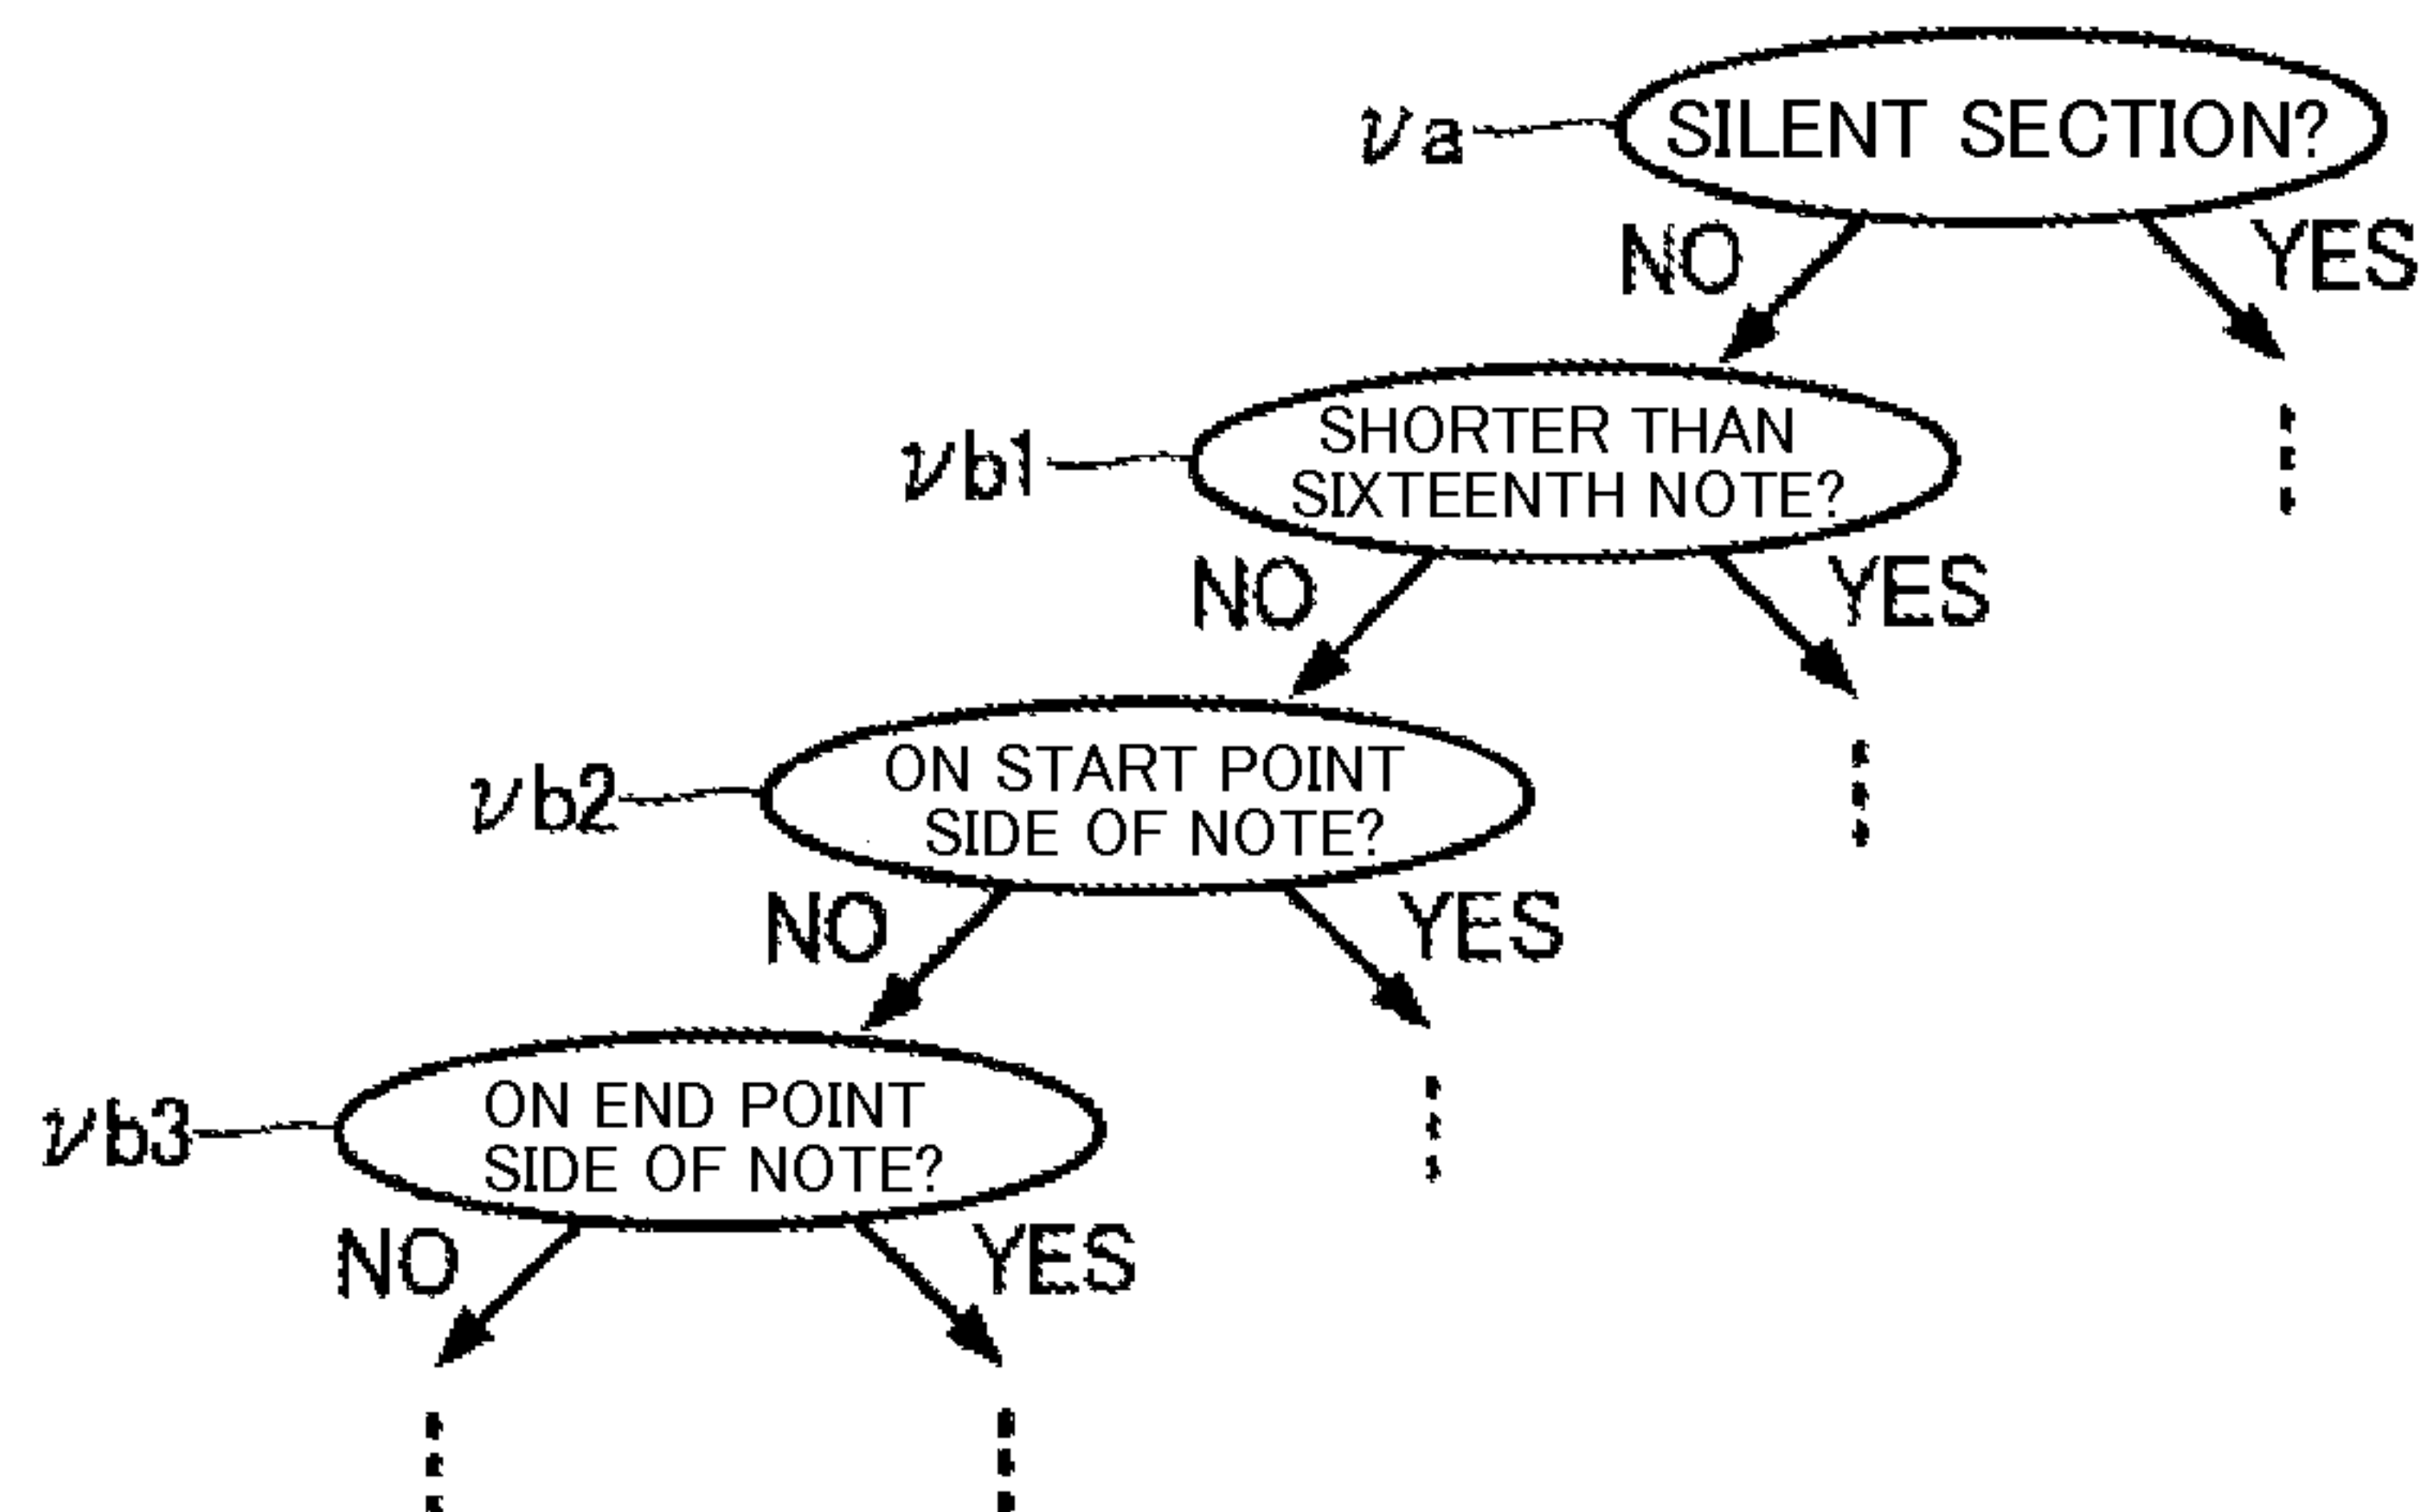 νa SILENT SECTION?
NO YES
νb1 SHORTER THAN
SIXTEENTH NOTE?
NO YES
νb2 ON START POINT
SIDE OF NOTE?
NO YES
νb3 ON END POINT
SIDE OF NOTE?
NO YES